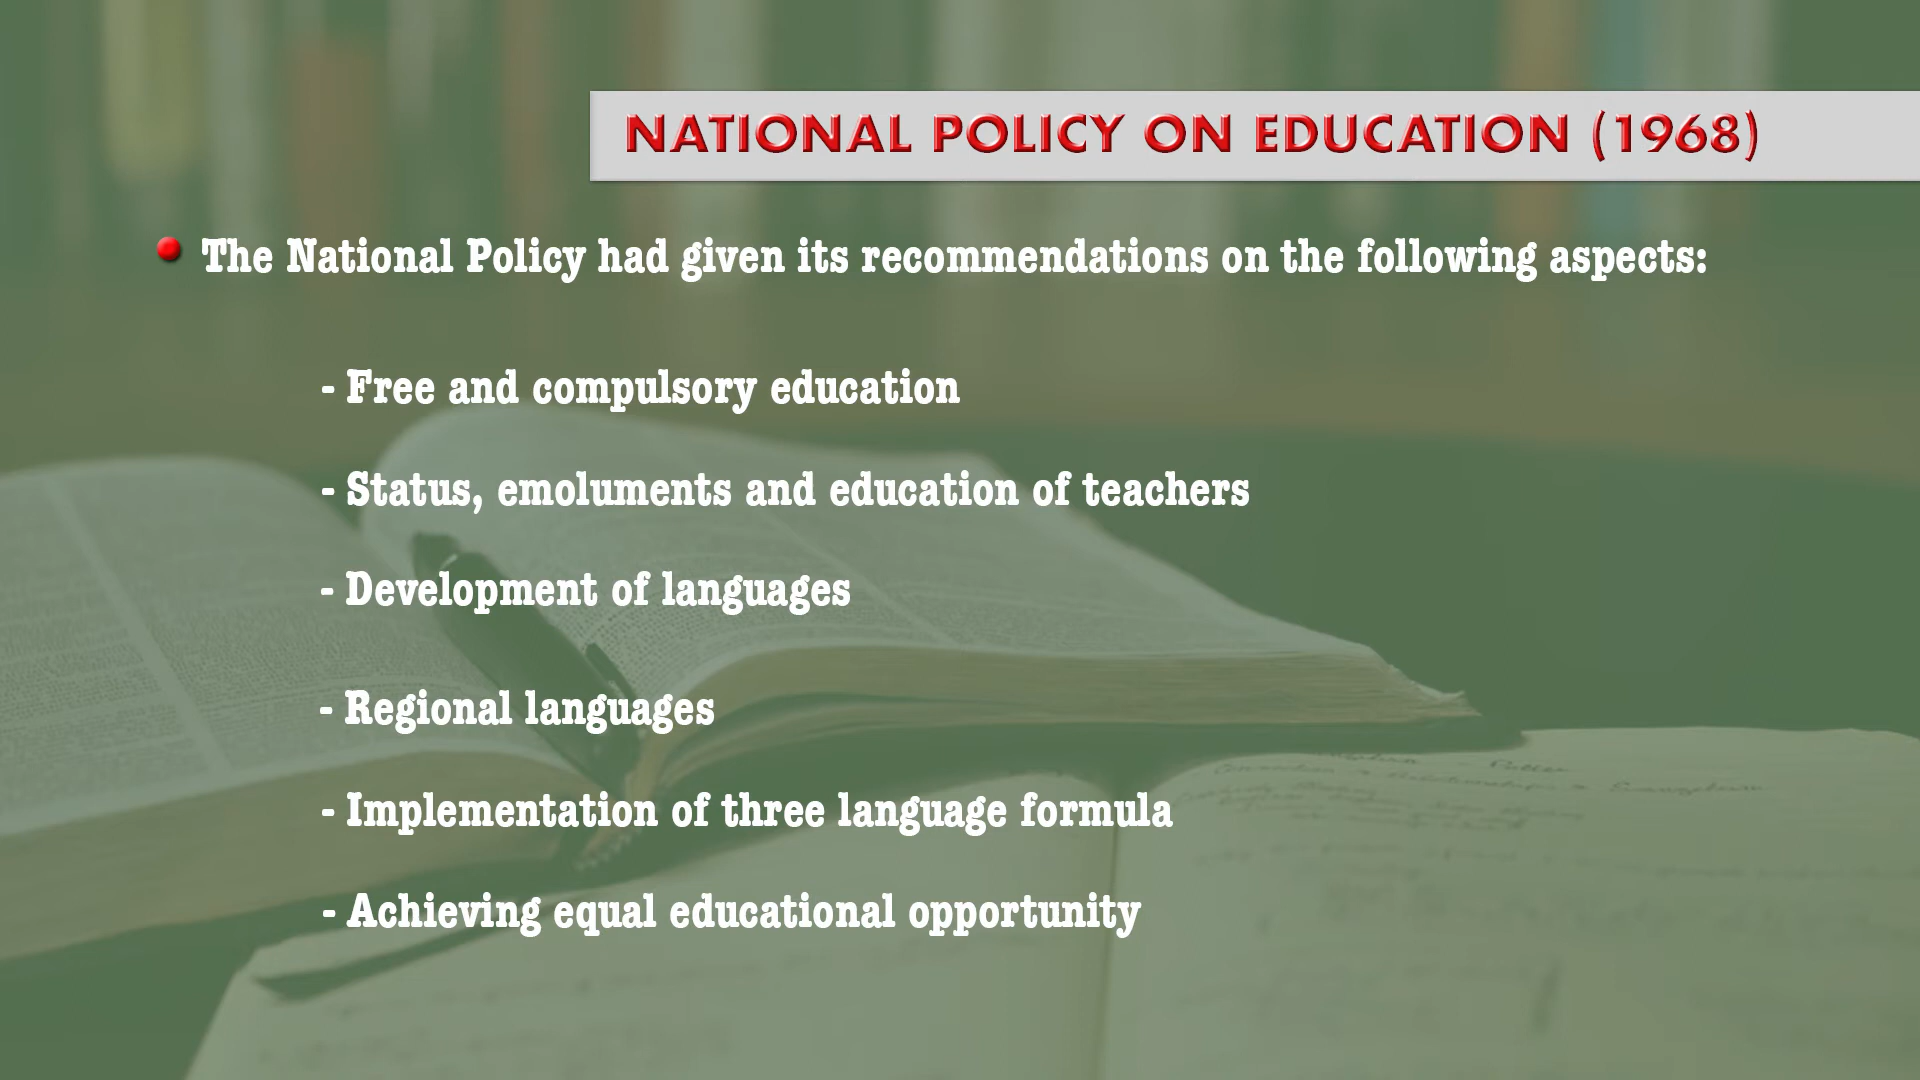 NATIONAL POLICY ON EDUCATION (1968)
The National Policy had given its recommendations on the following aspects:
- Free and compulsory education
- Status, emoluments and education of teachers
- Development of languages
- Regional languages
- Implementation of three language formula
- Achieving equal educational opportunity